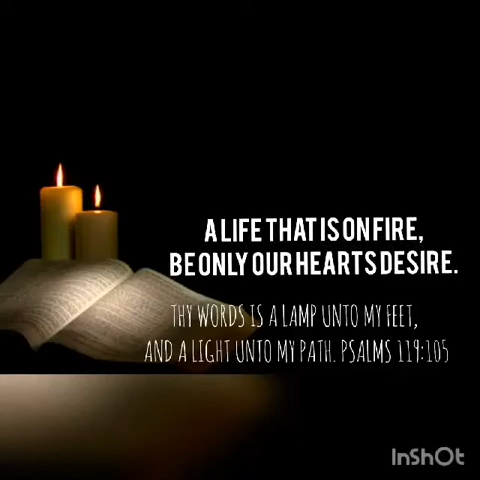 A LIFE THAT IS ON FIRE,
BE ONLY OUR HEARTS DESIRE.
THY WORDS IS A LAMP UNTO MY FEET,
AND A LIGHT UNTO MY PATH. PSALMS 119:105
InShOt